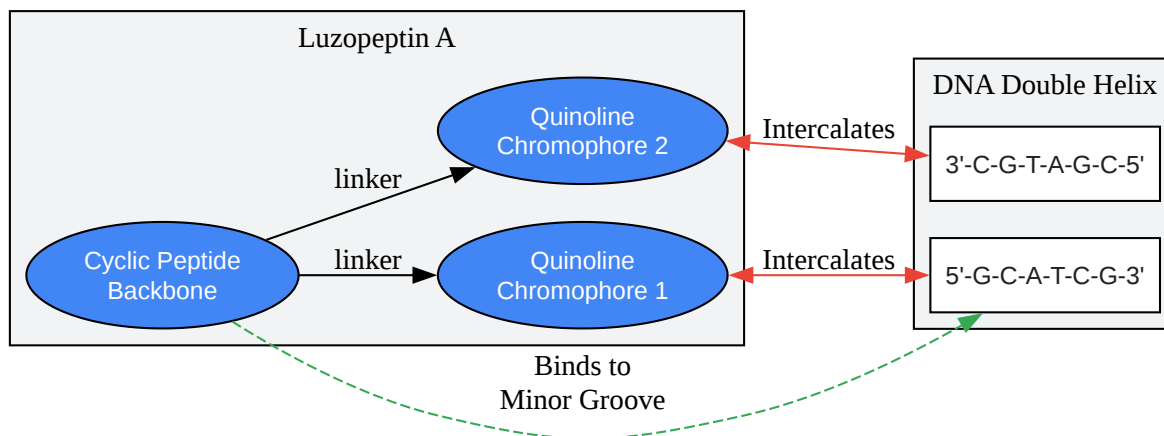 Luzopeptin A
DNA Double Helix
Quinoline
Chromophore 2
Intercalates
3'-C-G-T-A-G-C-5'
linker
Cyclic Peptide
Backbone
linker
Quinoline
Chromophore 1
Intercalates
5'-G-C-A-T-C-G-3'
Binds to
Minor Groove